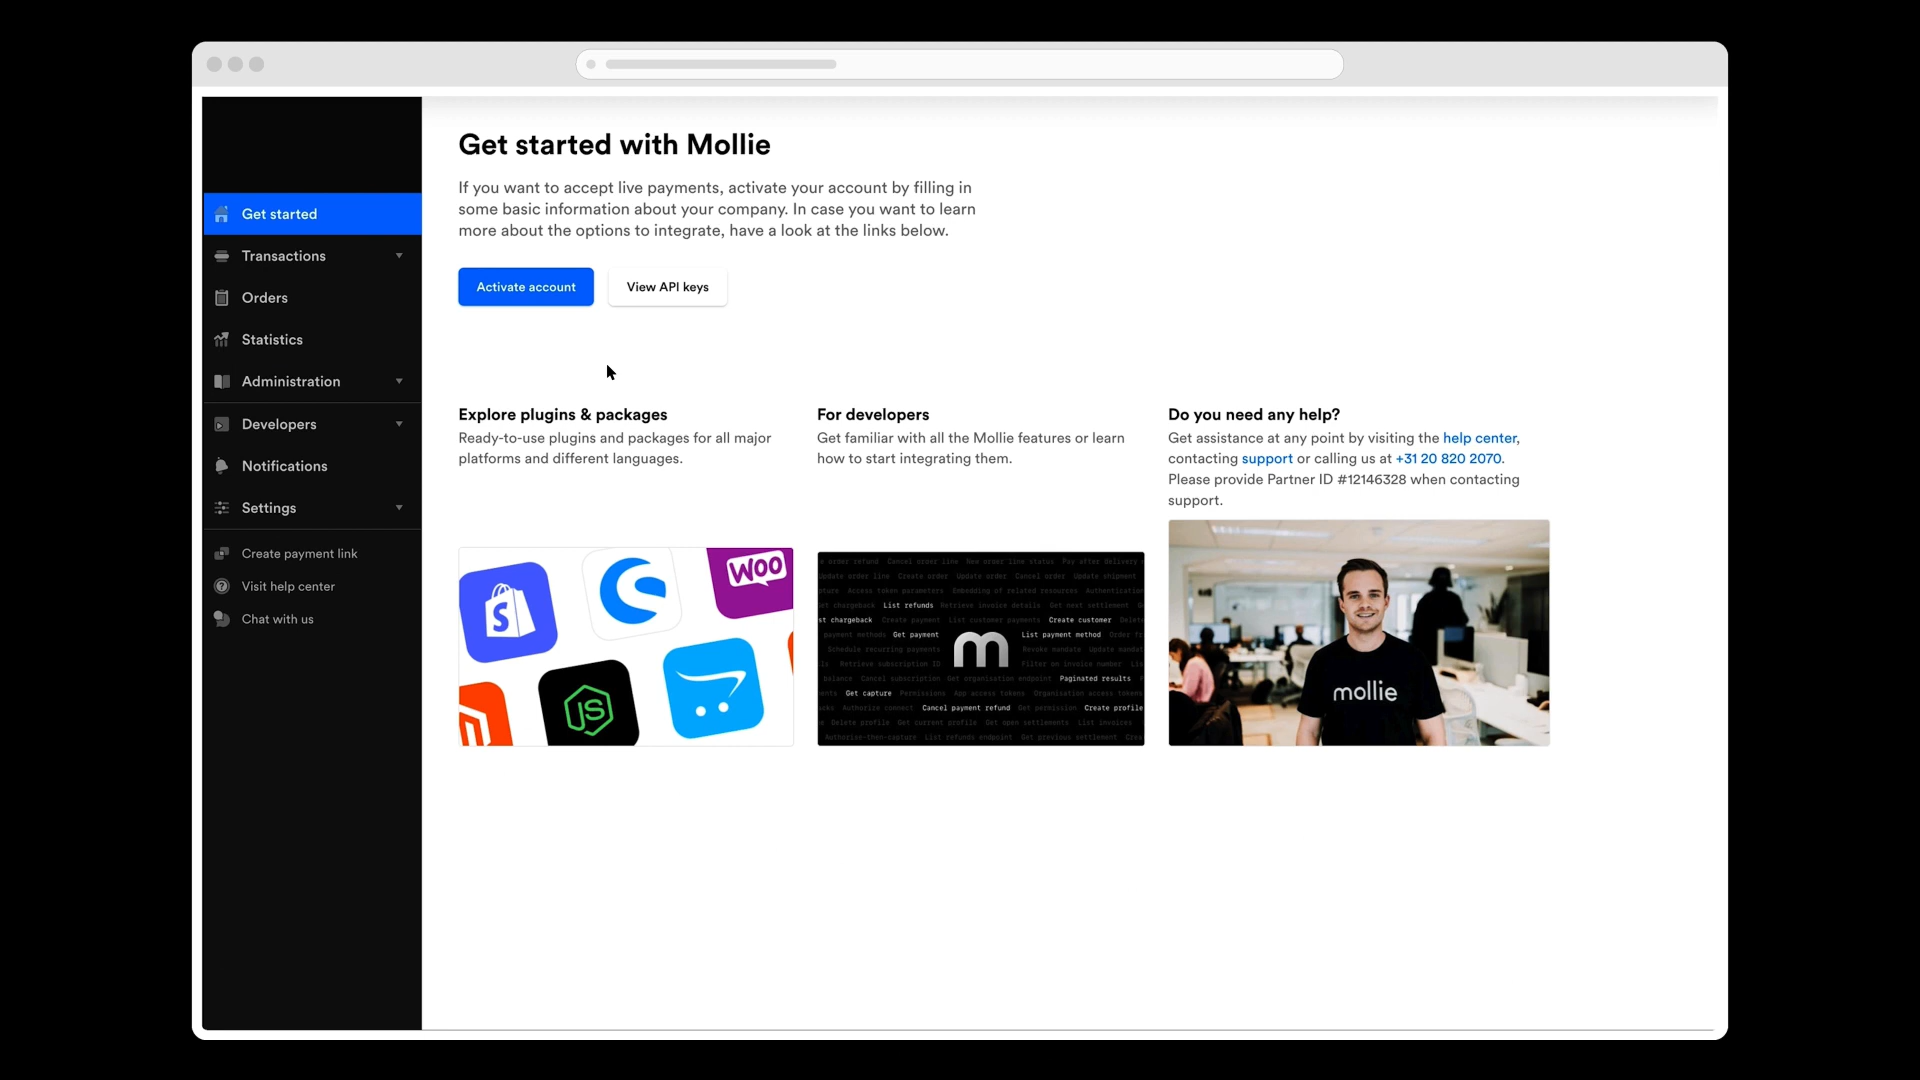 Get started with Mollie
If you want to accept live payments, activate your account by filling in
some basic information about your company. In case you want to learn
more about the options to integrate, have a look at the links below.
Activate account
View API keys
Get started
Transactions
Orders
Statistics
Administration
Developers
Notifications
Settings
Create payment link
Visit help center
Chat with us
Explore plugins & packages
Ready-to-use plugins and packages for all major
platforms and different languages.
For developers
Get familiar with all the Mollie features or learn
how to start integrating them.
Do you need any help?
Get assistance at any point by visiting the help center,
contacting support or calling us at +31 20 820 2070.
Please provide Partner ID #12146328 when contacting
support.
S
WOO
JS
List refunds
Create customer
Get payment
List payment method
m
Paginated results
Get capture
Cancel payment refund
Create profile
mollie